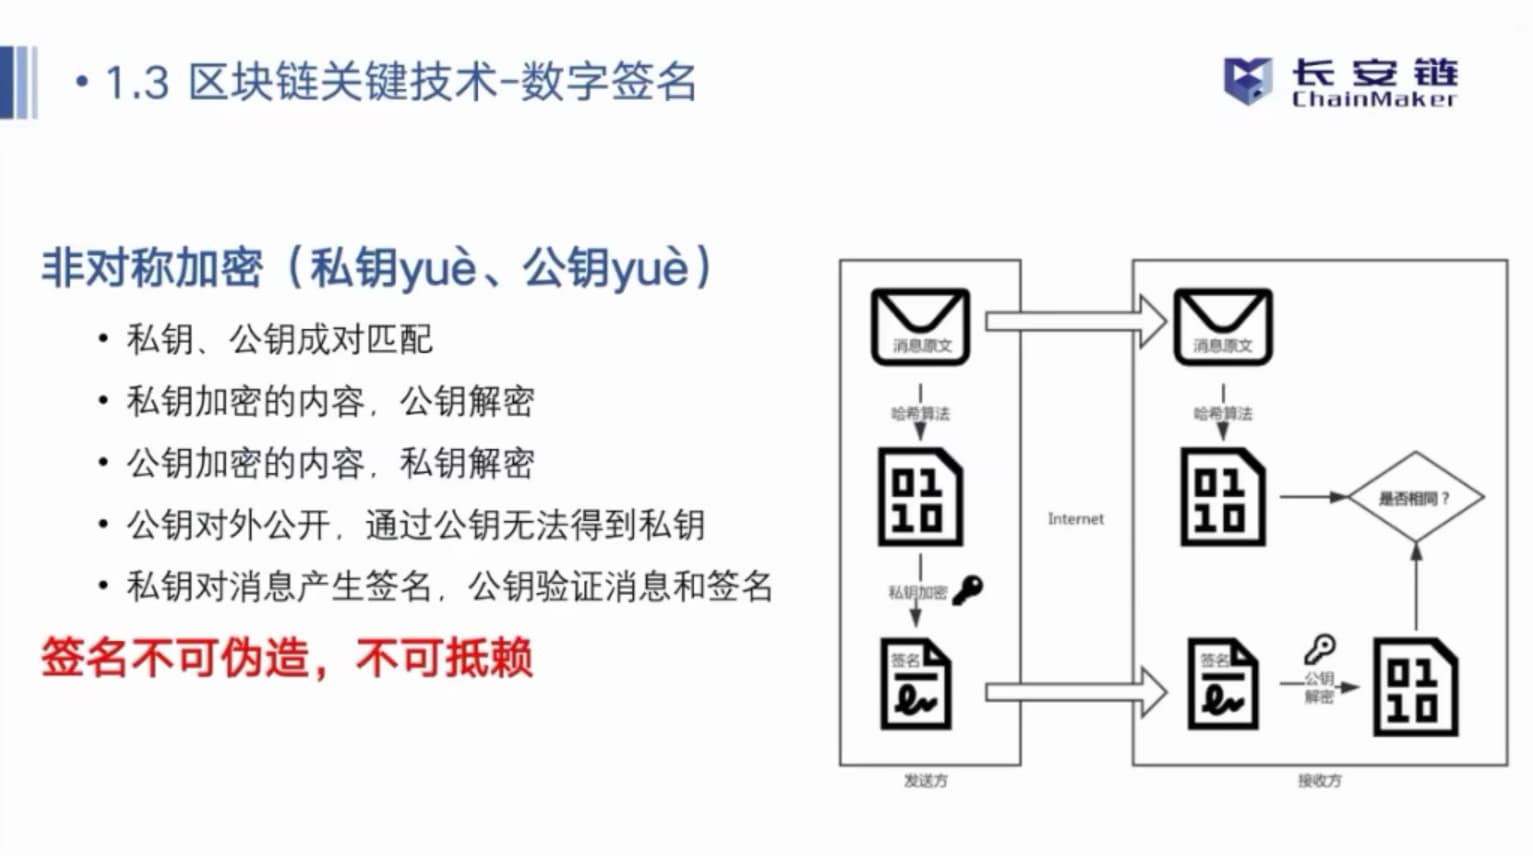 • 1.3 区块链关键技术-数字签名
长安链
ChainMaker
非对称加密（私钥yuè、公钥yuè）
• 私钥、公钥成对匹配
• 私钥加密的内容，公钥解密
• 公钥加密的内容，私钥解密
• 公钥对外公开，通过公钥无法得到私钥
• 私钥对消息产生签名，公钥验证消息和签名
签名不可伪造，不可抵赖
消息原文
哈希算法
01
10
私钥加密
签名
发送方
Internet
消息原文
哈希算法
01
10
是否相同？
签名
公钥
解密
01
10
接收方